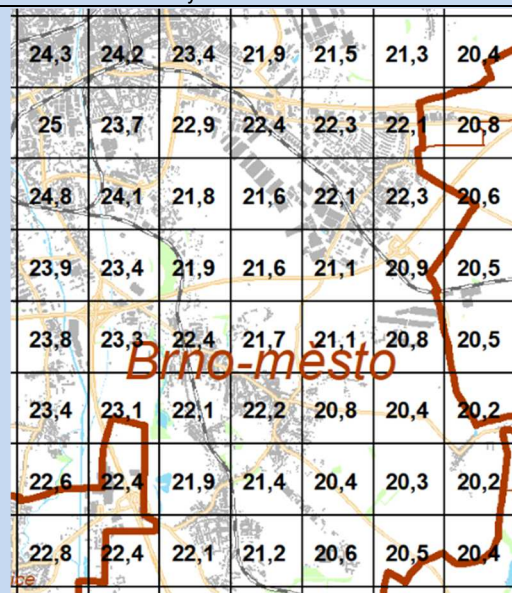 24,3 24,2 23,4 21,9 21,5 21,3 20,4
25 23,7 22,9 22,4 22,3 22,1 20,8
24,8 24,1 21,8 21,6 22,1 22,3 20,6
23,9 23,4 21,9 21,6 21,1 20,9 20,5
23,8 23,3 22,4 21,7 21,1 20,8 20,5
Brno-město
23,4 23,1 22,1 22,2 20,8 20,4 20,2
22,6 22,4 21,9 21,4 20,4 20,3 20,2
22,8 22,4 22,1 21,2 20,6 20,5 20,4
ice